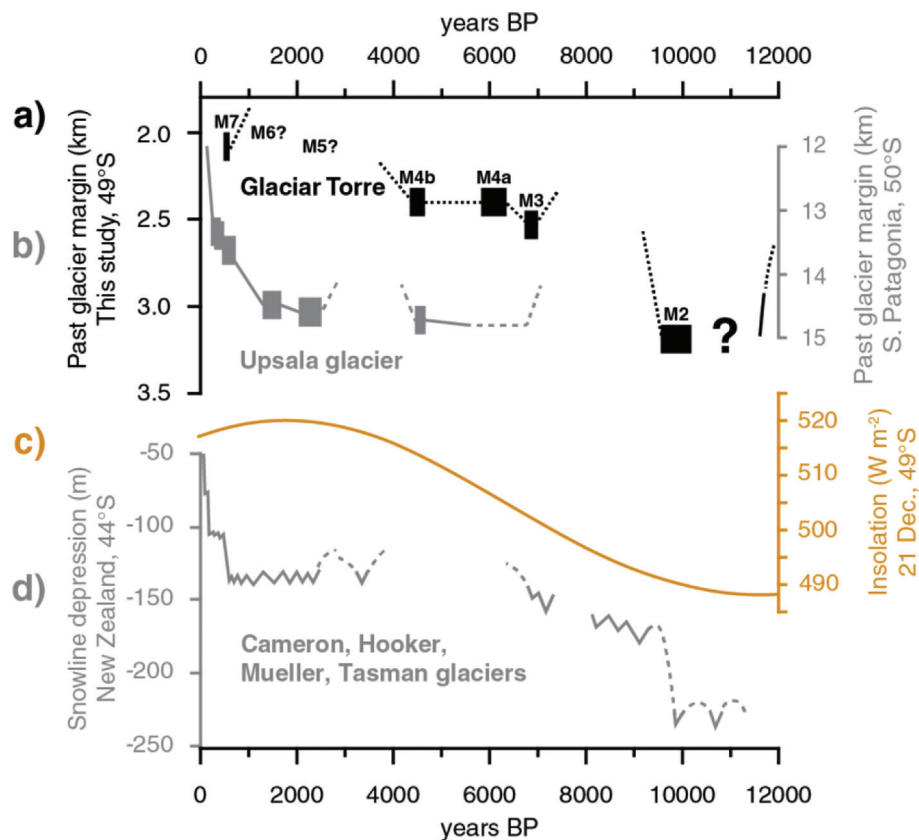 years BP
0 2000 4000 6000 8000 10000 12000
a)
Past glacier margin (km)
This study, 49°S
2.0
2.5
3.0
3.5
M7
M6?
M5?
Glaciar Torre
M4b
M4a
M3
M2
?
12
13
14
15
Past glacier margin (km)
S. Patagonia, 50°S
b)
Upsala glacier
c)
520
510
500
490
Insolation (W m-2)
21 Dec., 49°S
d)
Snowline depression (m)
New Zealand, 44°S
-50
-100
-150
-200
-250
Cameron, Hooker,
Mueller, Tasman glaciers
0 2000 4000 6000 8000 10000 12000
years BP